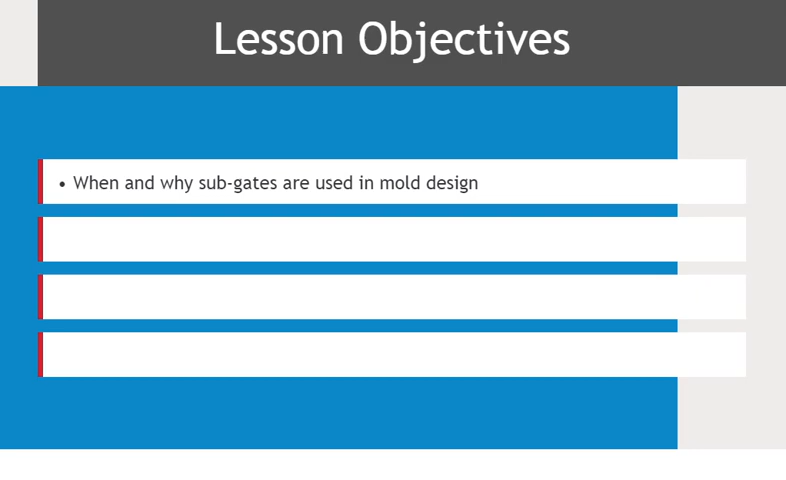 Lesson Objectives
• When and why sub-gates are used in mold design